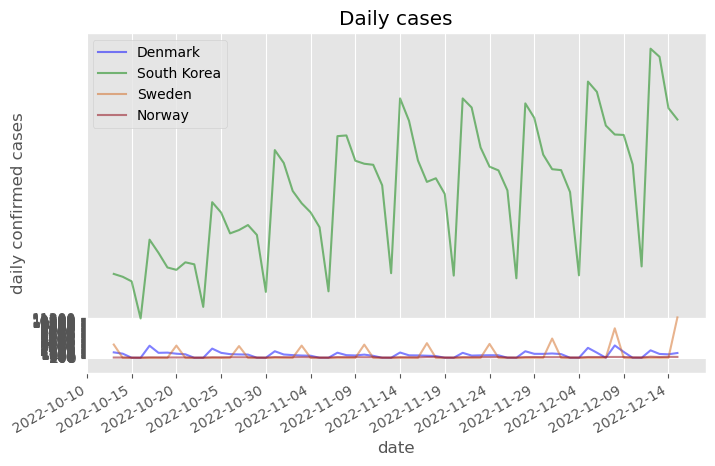 Daily cases
Denmark
South Korea
Sweden
Norway
daily confirmed cases
2022-10-10
2022-10-15
2022-10-20
2022-10-25
2022-10-30
2022-11-04
2022-11-09
2022-11-14
2022-11-19
2022-11-24
2022-11-29
2022-12-04
2022-12-09
2022-12-14
date